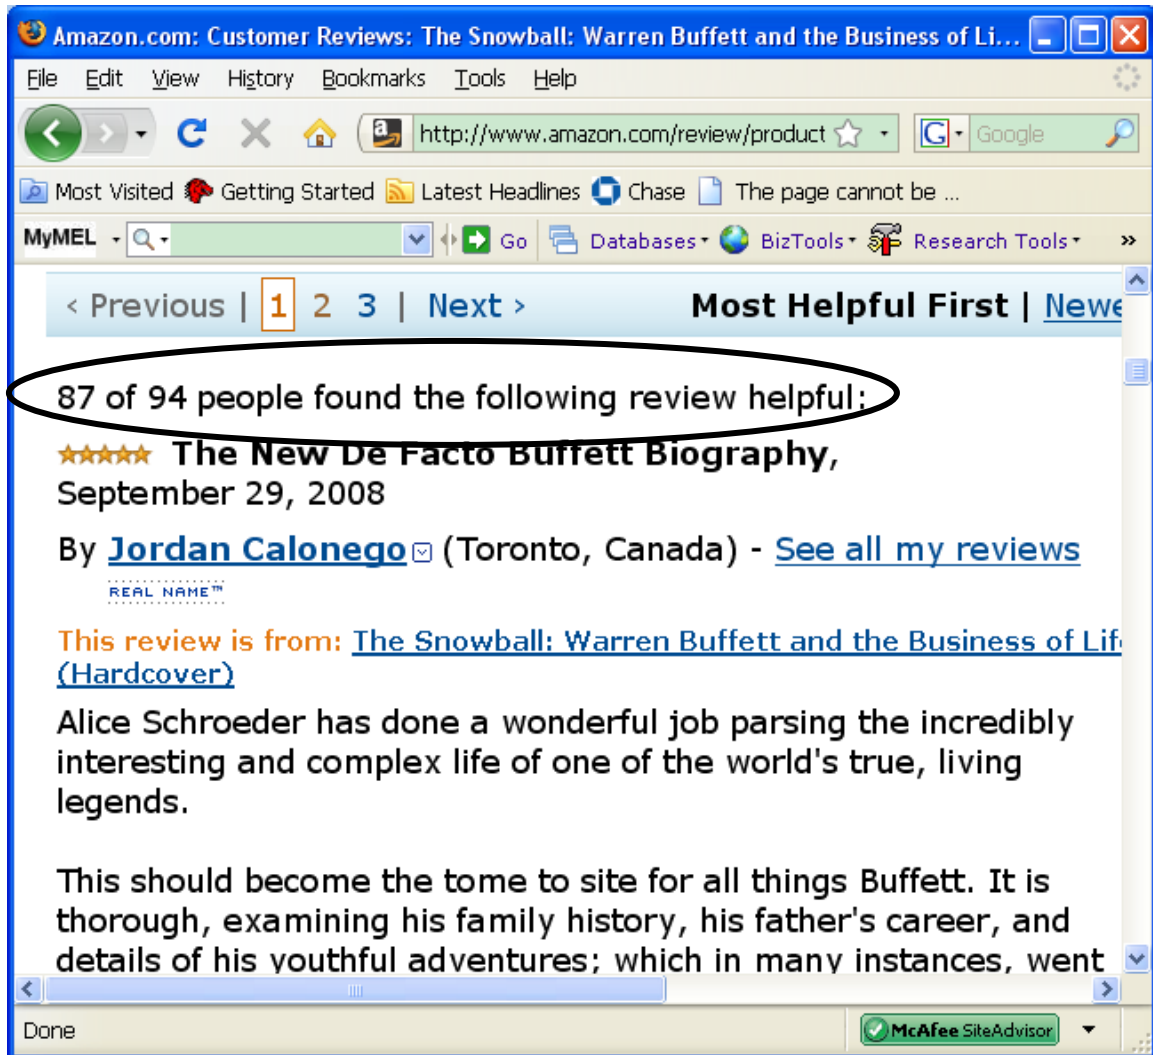 Amazon.com: Customer Reviews: The Snowball: Warren Buffett and the Business of Li...
File Edit View History Bookmarks Tools Help
http://www.amazon.com/review/product G Google
Most Visited Getting Started Latest Headlines Chase The page cannot be ...
MyMEL Go Databases BizTools Research Tools »
‹ Previous | 1 2 3 | Next › Most Helpful First | Newe
87 of 94 people found the following review helpful:
The New De Facto Buffett Biography,
September 29, 2008
By Jordan Calonego (Toronto, Canada) - See all my reviews
REAL NAME™
This review is from: The Snowball: Warren Buffett and the Business of Life
(Hardcover)
Alice Schroeder has done a wonderful job parsing the incredibly
interesting and complex life of one of the world's true, living
legends.
This should become the tome to site for all things Buffett. It is
thorough, examining his family history, his father's career, and
details of his youthful adventures; which in many instances, went
Done McAfee SiteAdvisor